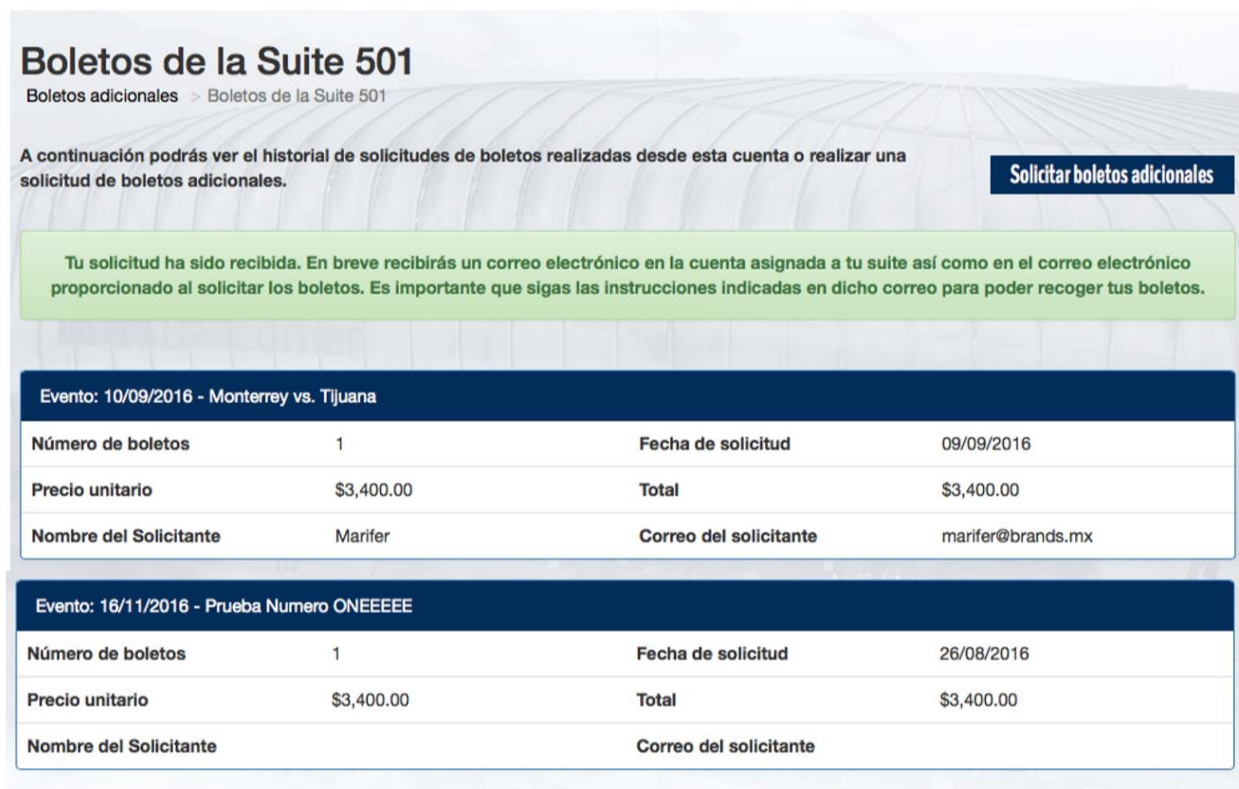 Boletos de la Suite 501
Boletos adicionales > Boletos de la Suite 501
A continuación podrás ver el historial de solicitudes de boletos realizadas desde esta cuenta o realizar una
solicitud de boletos adicionales.
Solicitar boletos adicionales
Tu solicitud ha sido recibida. En breve recibirás un correo electrónico en la cuenta asignada a tu suite así como en el correo electrónico
proporcionado al solicitar los boletos. Es importante que sigas las instrucciones indicadas en dicho correo para poder recoger tus boletos.
Bancomer
Evento: 10/09/2016 - Monterrey vs. Tijuana
Número de boletos 1 Fecha de solicitud 09/09/2016
Precio unitario $3,400.00 Total $3,400.00
Nombre del Solicitante Marifer Correo del solicitante marifer@brands.mx
Evento: 16/11/2016 - Prueba Numero ONEEEEE
Número de boletos 1 Fecha de solicitud 26/08/2016
Precio unitario $3,400.00 Total $3,400.00
Nombre del Solicitante Correo del solicitante